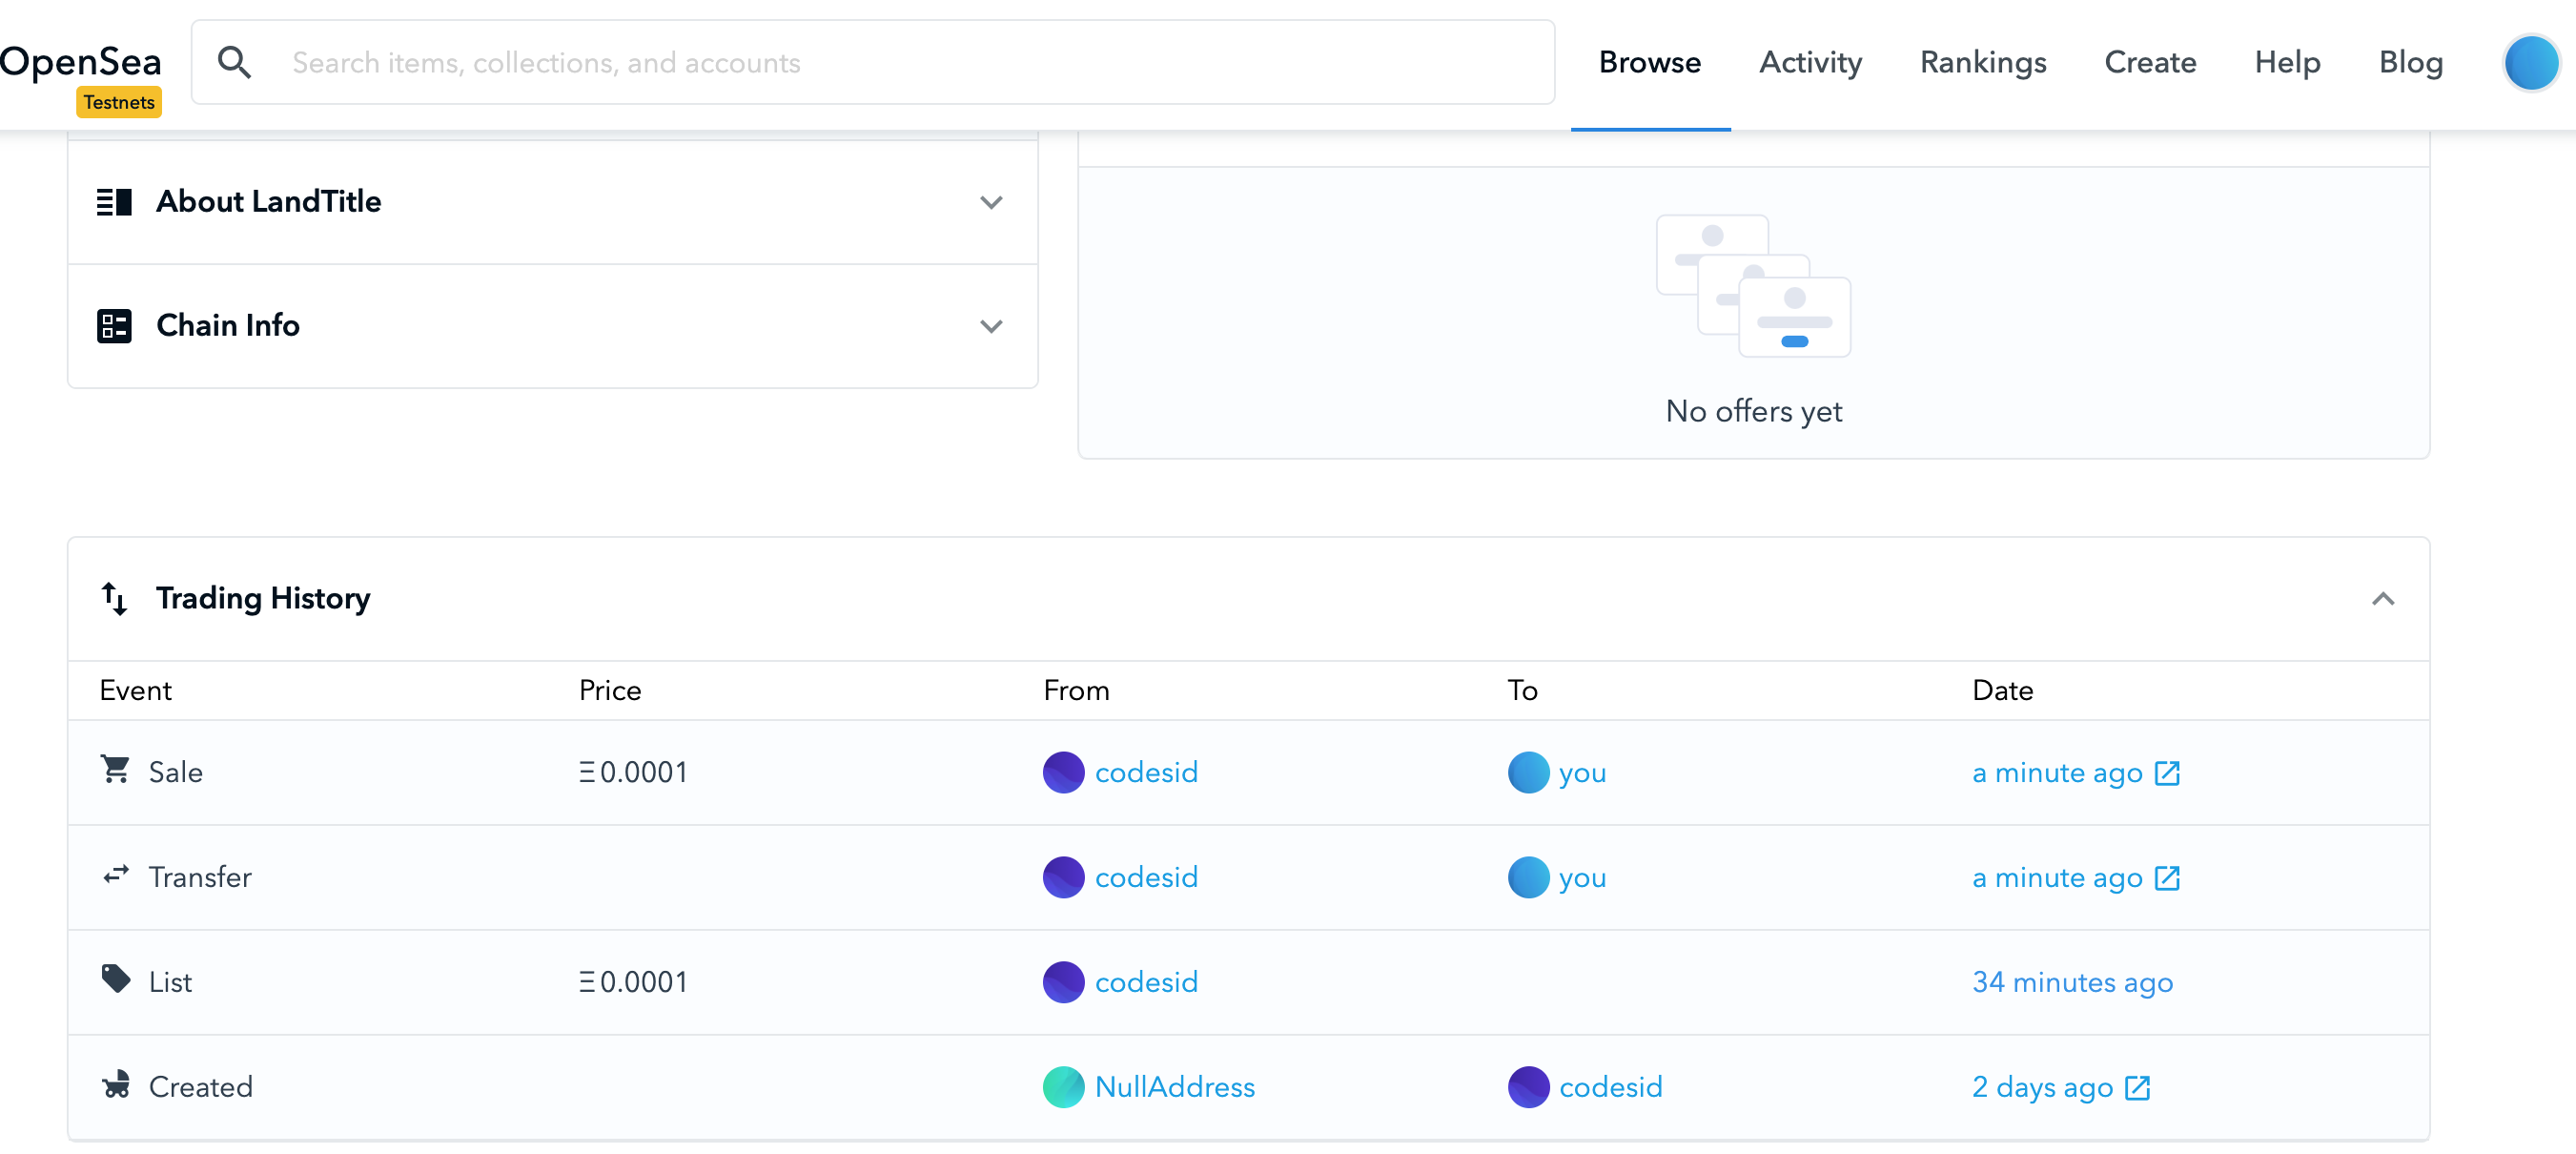 OpenSea
Testnets
Search items, collections, and accounts
Browse Activity Rankings Create Help Blog
About LandTitle
Chain Info
No offers yet
Trading History
Event Price From To Date
Sale Ξ 0.0001 codesid you a minute ago
Transfer codesid you a minute ago
List Ξ 0.0001 codesid 34 minutes ago
Created NullAddress codesid 2 days ago